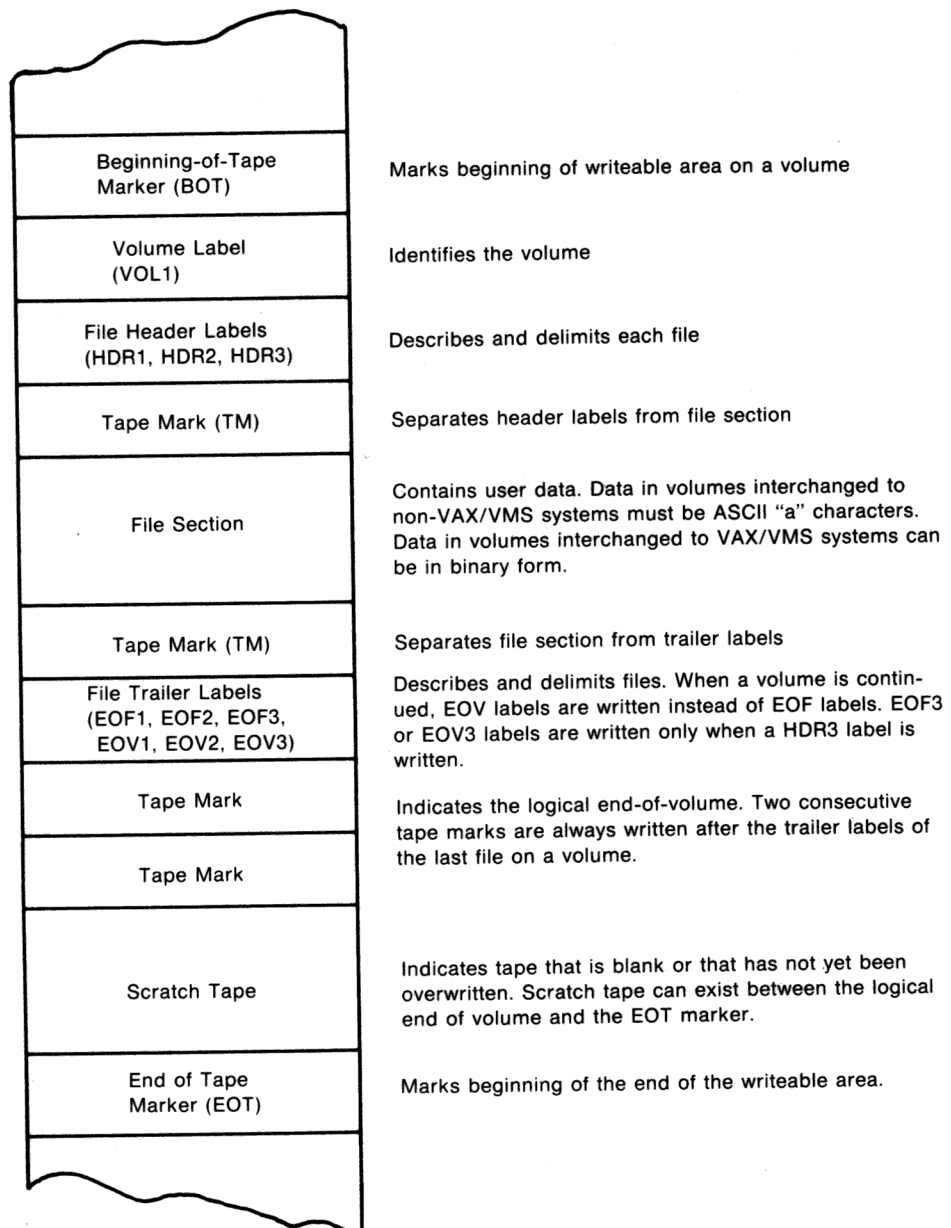 Beginning-of-Tape
Marker (BOT)
Marks beginning of writeable area on a volume
Volume Label
(VOL1)
Identifies the volume
File Header Labels
(HDR1, HDR2, HDR3)
Describes and delimits each file
Tape Mark (TM)
Separates header labels from file section
File Section
Contains user data. Data in volumes interchanged to
non-VAX/VMS systems must be ASCII “a” characters.
Data in volumes interchanged to VAX/VMS systems can
be in binary form.
Tape Mark (TM)
Separates file section from trailer labels
File Trailer Labels
(EOF1, EOF2, EOF3,
EOV1, EOV2, EOV3)
Describes and delimits files. When a volume is contin-
ued, EOV labels are written instead of EOF labels. EOF3
or EOV3 labels are written only when a HDR3 label is
written.
Tape Mark
Indicates the logical end-of-volume. Two consecutive
tape marks are always written after the trailer labels of
the last file on a volume.
Tape Mark
Scratch Tape
Indicates tape that is blank or that has not yet been
overwritten. Scratch tape can exist between the logical
end of volume and the EOT marker.
End of Tape
Marker (EOT)
Marks beginning of the end of the writeable area.